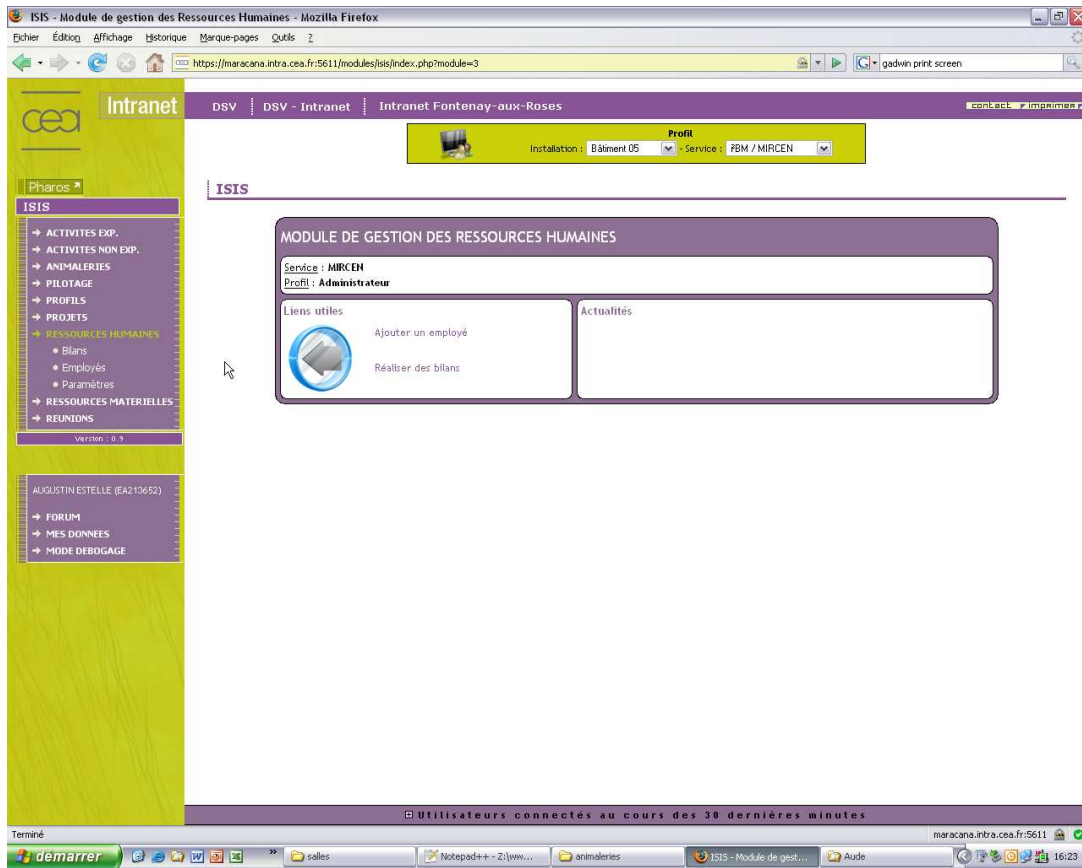 ISIS - Module de gestion des Ressources Humaines - Mozilla Firefox
Fichier Édition Affichage Historique Marque-pages Outils ?
https://maracana.intra.cea.fr:5611/modules/isis/index.php?module=3
G gadwin print screen
cea
Intranet
DSV DSV - Intranet Intranet Fontenay-aux-Roses
contact imprimer
Profil
Installation : Bâtiment 05 - Service : I²BM / MIRCEN
Pharos
ISIS
ISIS
ACTIVITES EXP.
ACTIVITES NON EXP.
ANIMALERIES
PILOTAGE
PROFILS
PROJETS
RESSOURCES HUMAINES
Bilans
Employés
Paramètres
RESSOURCES MATERIELLES
REUNIONS
Version : 0.9
AUGUSTIN ESTELLE (EA213652)
FORUM
MES DONNEES
MODE DEBOGAGE
MODULE DE GESTION DES RESSOURCES HUMAINES
Service : MIRCEN
Profil : Administrateur
Liens utiles
Ajouter un employé
Réaliser des bilans
Actualités
Utilisateurs connectés au cours des 30 dernières minutes
Terminé
maracana.intra.cea.fr:5611
démarrer
»
salles
Notepad++ - Z:\ww...
animaleries
ISIS - Module de gest...
Aude
16:23